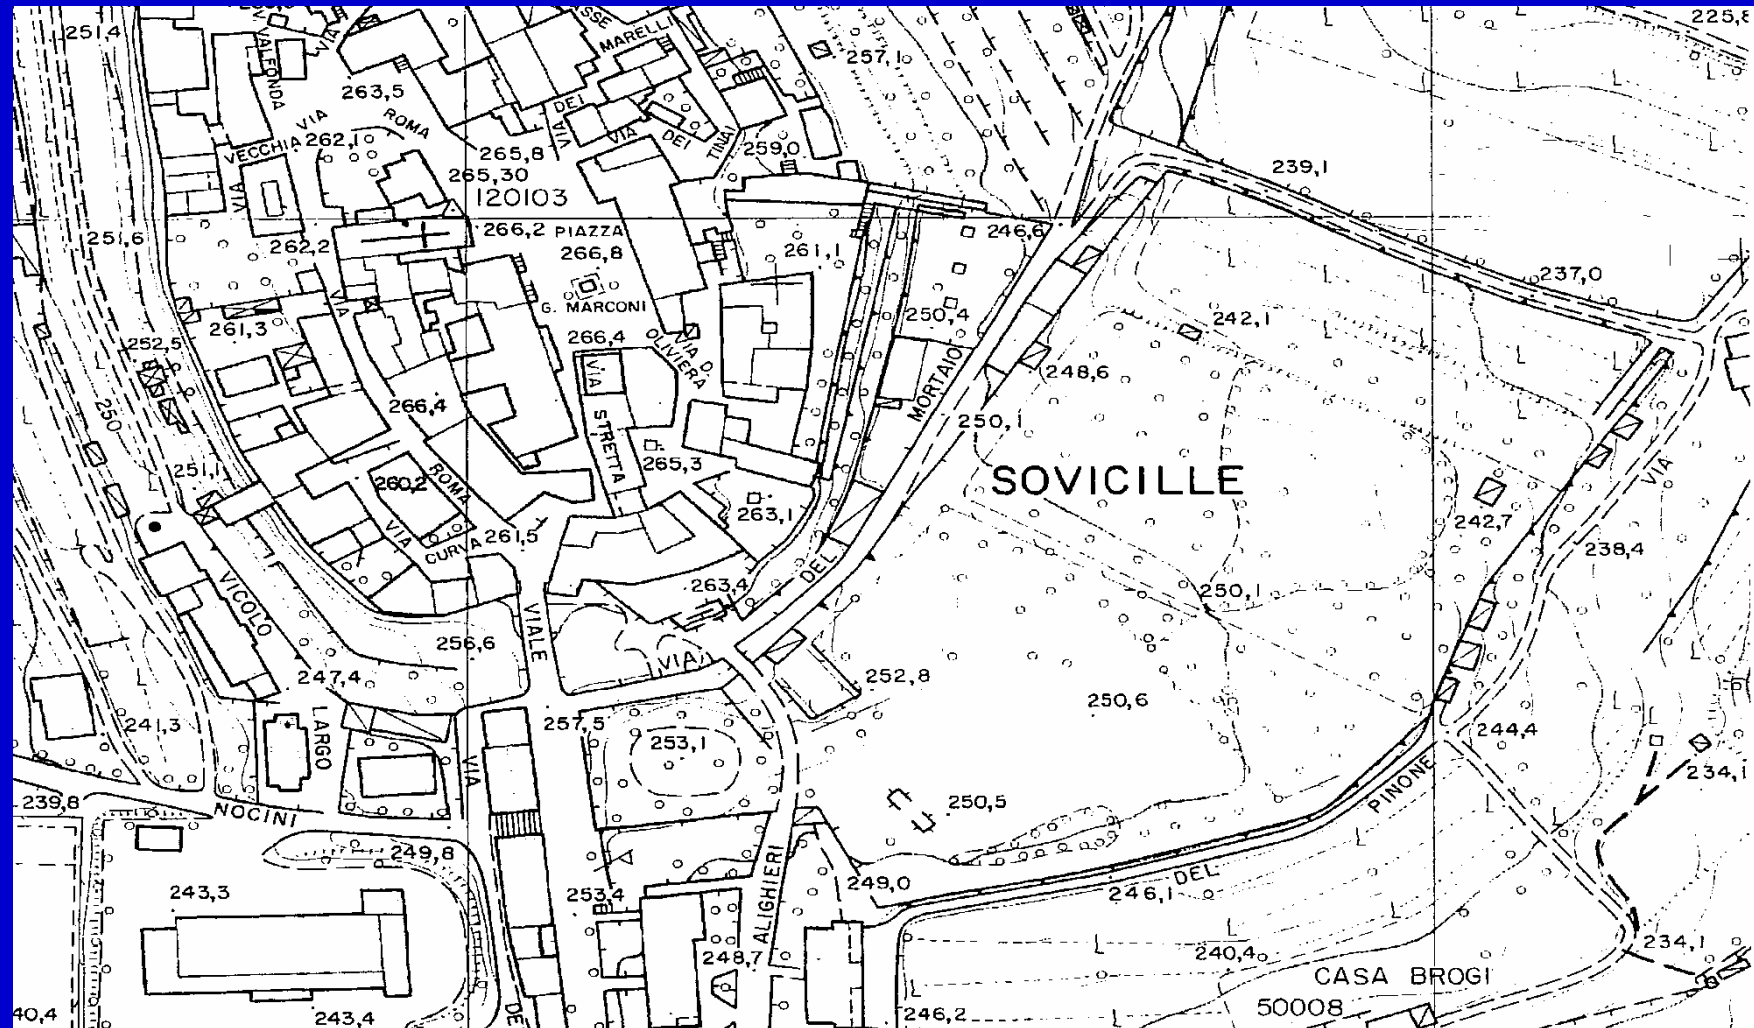 251,4
VALFONDA
VIA
MARELLI
257,1
225,8
263,5
VIA
ROMA
DEI
VIA
VIA
DEI
TINAI
VECCHIA
262,1
265,8
259,0
239,1
265,30
120103
VIA
251,6
262,2
266,2
PIAZZA
246,6
266,8
261,1
237,0
G. MARCONI
261,3
VIA
250,4
242,1
252,5
266,4
VIA D.
OLIVIERA
VIA
STRETTA
248,6
250
266,4
MORTAIO
250,1
251,1
265,3
SOVICILLE
VIA
260,2
ROMA
263,1
242,7
VIA
CURVA
261,5
238,4
263,4
DEL
250,1
VICOLO
256,6
VIALE
VIA
247,4
252,8
250,6
241,3
LARGO
257,5
253,1
244,4
VIA
234,1
239,8
NOCINI
250,5
PINONE
249,8
ALIGHIERI
249,0
DEL
246,1
243,3
253,4
248,7
240,4
234,1
CASA BROGI
50008
40,4
243,4
246,2